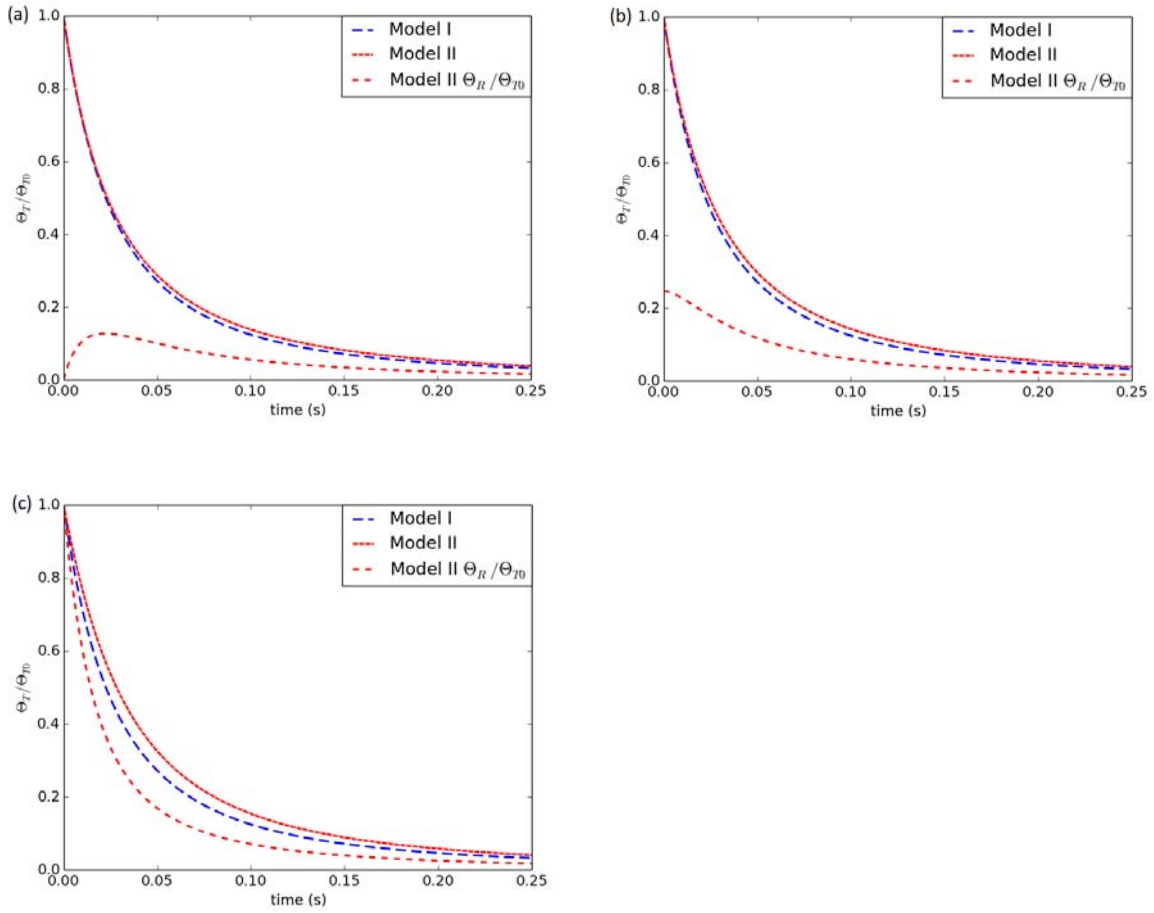 (a)
Model I
Model II
Model II Θ_R/Θ_T0
Θ_T/Θ_T0
1.0
0.8
0.6
0.4
0.2
0.0
0.00 0.05 0.10 0.15 0.20 0.25
time (s)
(b)
Model I
Model II
Model II Θ_R/Θ_T0
Θ_T/Θ_T0
1.0
0.8
0.6
0.4
0.2
0.0
0.00 0.05 0.10 0.15 0.20 0.25
time (s)
(c)
Model I
Model II
Model II Θ_R/Θ_T0
Θ_T/Θ_T0
1.0
0.8
0.6
0.4
0.2
0.0
0.00 0.05 0.10 0.15 0.20 0.25
time (s)